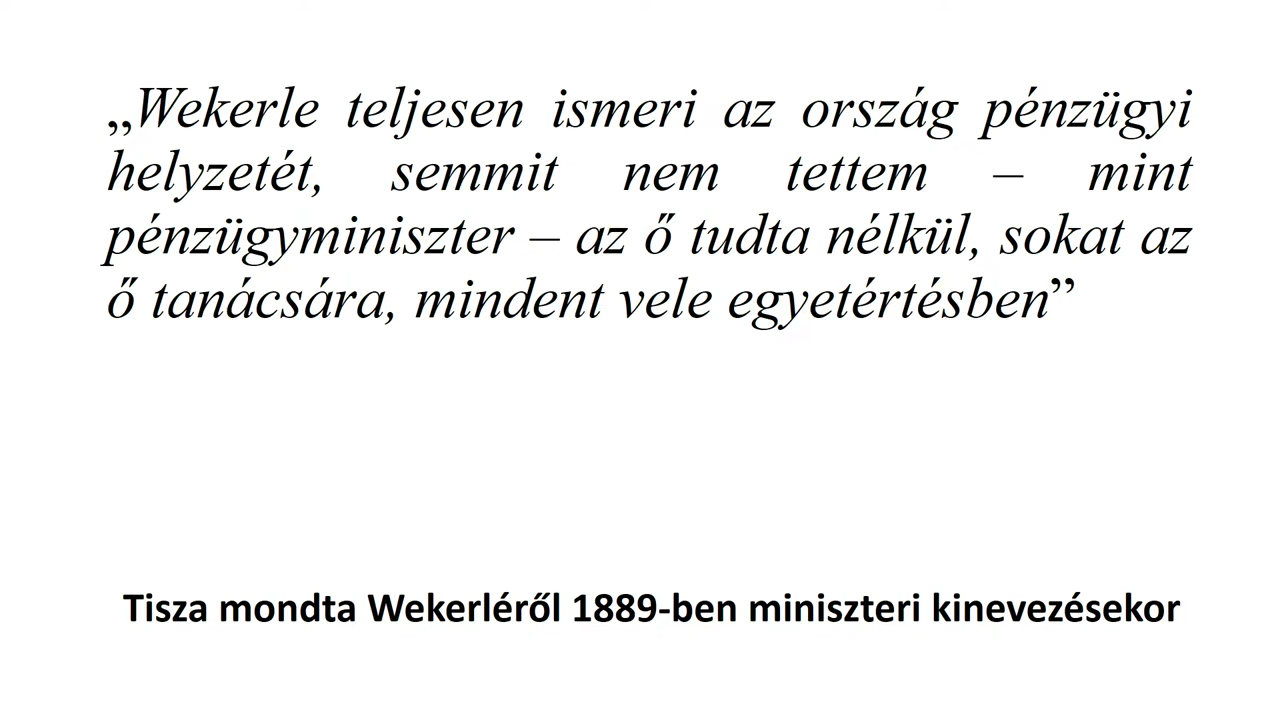 „Wekerle teljesen ismeri az ország pénzügyi
helyzetét, semmit nem tettem – mint
pénzügyminiszter – az ő tudta nélkül, sokat az
ő tanácsára, mindent vele egyetértésben”
Tisza mondta Wekerléről 1889-ben miniszteri kinevezésekor